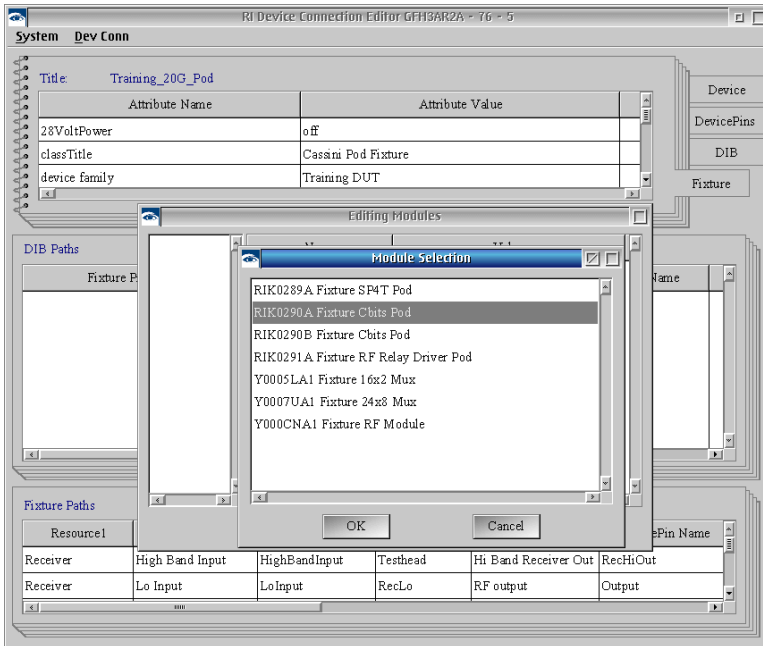 RI Device Connection Editor GFH3AR2A - 76 - 5
System Dev Conn
Title: Training_20G_Pod
Device
Attribute Name Attribute Value
DevicePins
28VoltPower off
classTitle Cassini Pod Fixture
DIB
device family Training DUT
Fixture
Editing Modules
DIB Paths
Module Selection
Fixture Name
RIK0289A Fixture SP4T Pod
RIK0290A Fixture Cbits Pod
RIK0290B Fixture Cbits Pod
RIK0291A Fixture RF Relay Driver Pod
Y0005LA1 Fixture 16x2 Mux
Y0007UA1 Fixture 24x8 Mux
Y000CNA1 Fixture RF Module
Fixture Paths
OK Cancel
Resource1 Pin Name
Receiver High Band Input HighBandInput Testhead Hi Band Receiver Out RecHiOut
Receiver Lo Input LoInput RecLo RF output Output